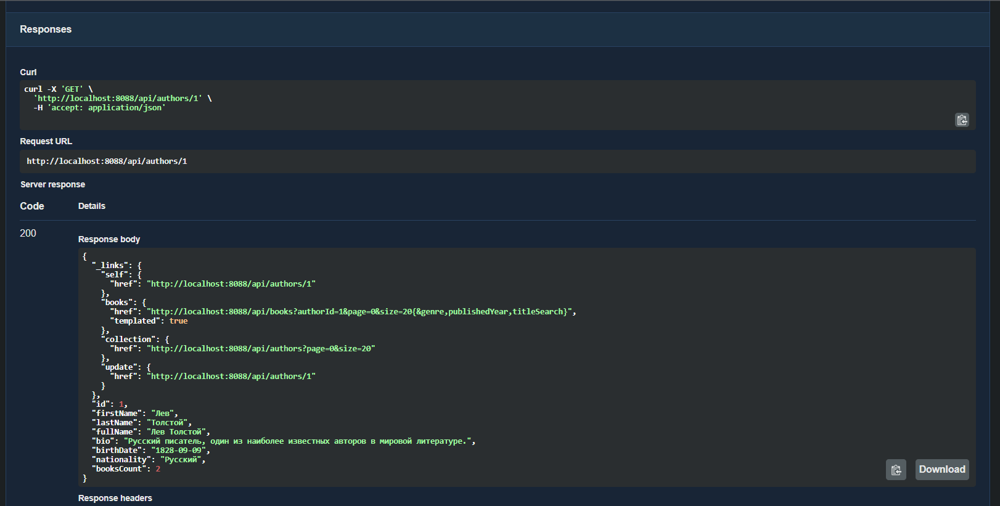 Responses
Curl
curl -X 'GET' \
  'http://localhost:8088/api/authors/1' \
  -H 'accept: application/json'
Request URL
http://localhost:8088/api/authors/1
Server response
Code Details
200
Response body
{
  "_links": {
    "self": {
      "href": "http://localhost:8088/api/authors/1"
    },
    "books": {
      "href": "http://localhost:8088/api/books?authorId=1&page=0&size=20{&genre,publishedYear,titleSearch}",
      "templated": true
    },
    "collection": {
      "href": "http://localhost:8088/api/authors?page=0&size=20"
    },
    "update": {
      "href": "http://localhost:8088/api/authors/1"
    }
  },
  "id": 1,
  "firstName": "Лев",
  "lastName": "Толстой",
  "fullName": "Лев Толстой",
  "bio": "Русский писатель, один из наиболее известных авторов в мировой литературе.",
  "birthDate": "1828-09-09",
  "nationality": "Русский",
  "booksCount": 2
}
Download
Response headers